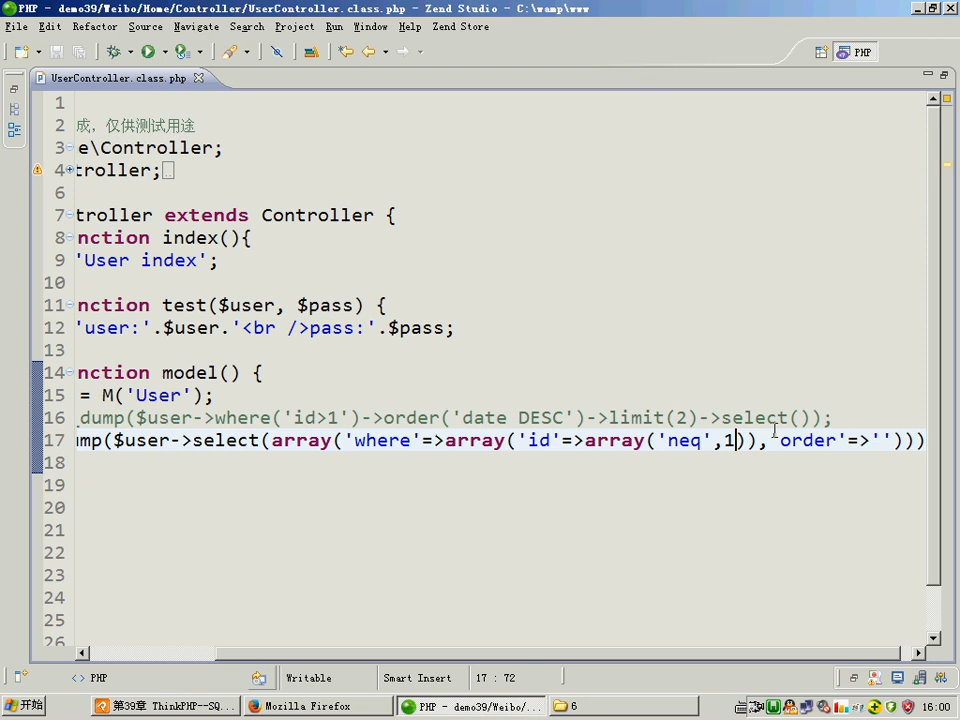 PHP - demo39/Weibo/Home/Controller/UserController.class.php - Zend Studio - C:\wamp\www
File Edit Refactor Source Navigate Search Project Run Window Help Zend Store
PHP
UserController.class.php
1
2 成，仅供测试用途
3 e\Controller;
4 troller;
6
7 troller extends Controller {
8 nction index(){
9 'User index';
10
11 nction test($user, $pass) {
12 'user:'.$user.'<br />pass:'.$pass;
13
14 nction model() {
15 = M('User');
16 _dump($user->where('id>1')->order('date DESC')->limit(2)->select());
17 ump($user->select(array('where'=>array('id'=>array('neq',1)),'order'=>'')))
18
19
20
21
22
23
24
25
26
PHP Writable Smart Insert 17 : 72
开始 第39章 ThinkPHP--SQ... Mozilla Firefox PHP - demo39/Weibo/... 6 16:00